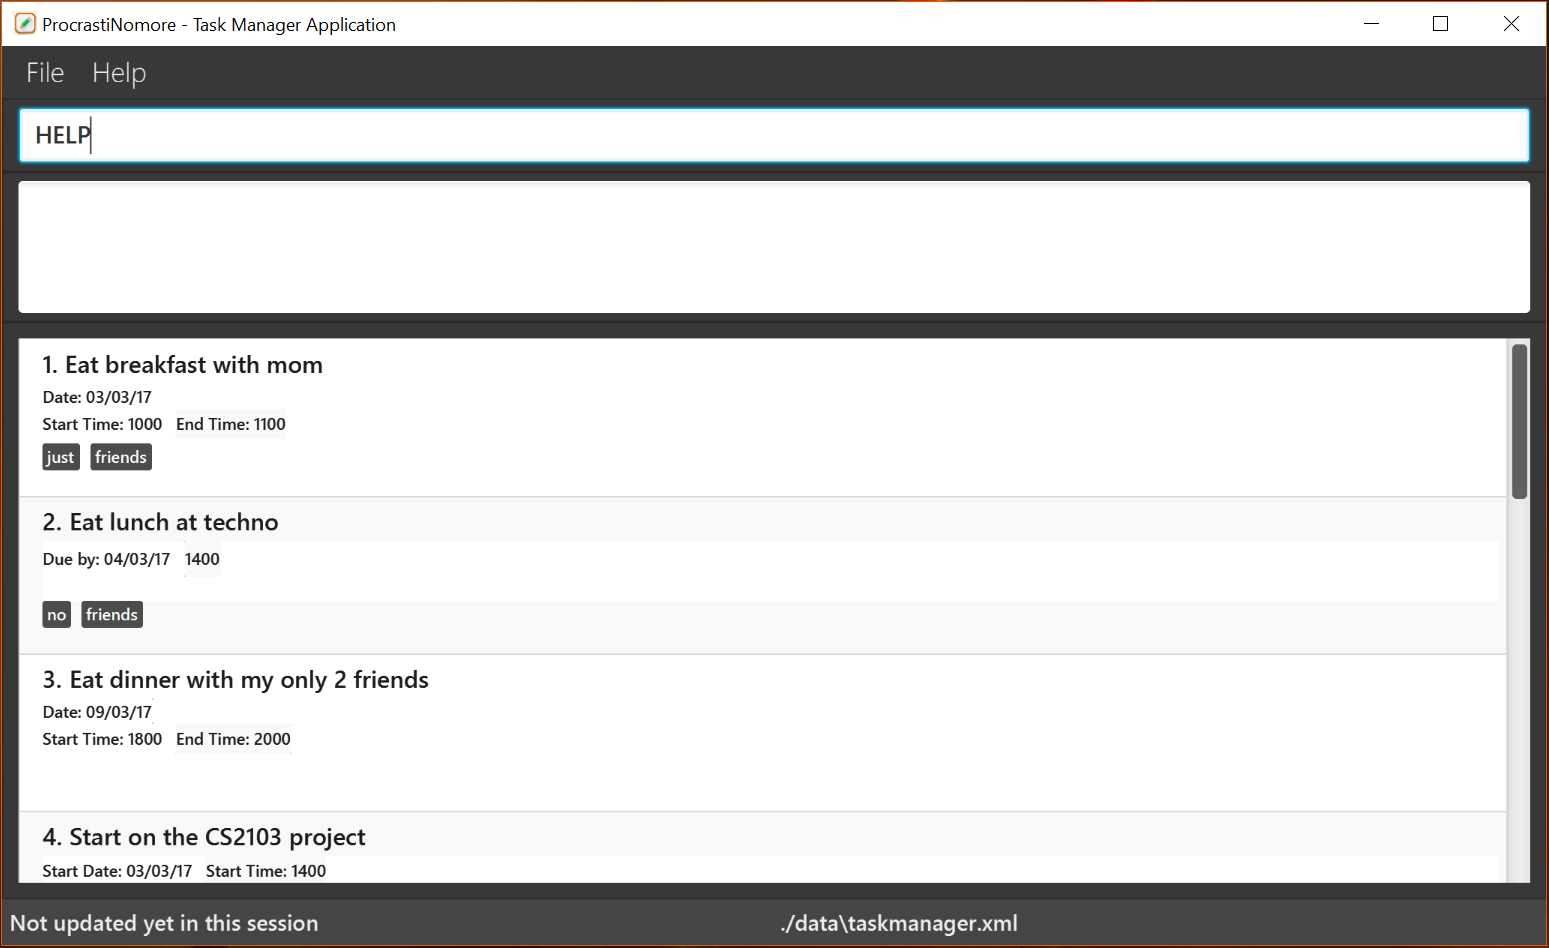 ProcrastiNomore - Task Manager Application
File Help
HELP
1. Eat breakfast with mom
Date: 03/03/17
Start Time: 1000 End Time: 1100
just friends
2. Eat lunch at techno
Due by: 04/03/17 1400
no friends
3. Eat dinner with my only 2 friends
Date: 09/03/17
Start Time: 1800 End Time: 2000
4. Start on the CS2103 project
Start Date: 03/03/17 Start Time: 1400
Not updated yet in this session ./data\taskmanager.xml